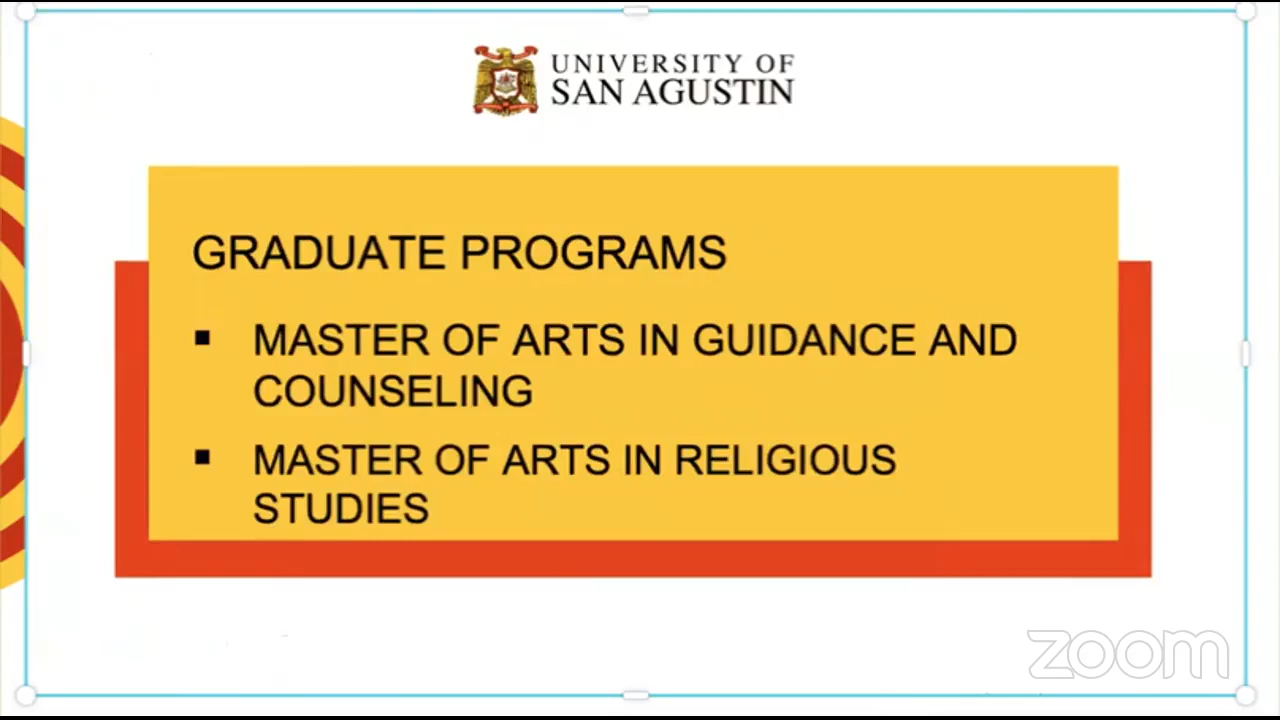 UNIVERSITY OF
SAN AGUSTIN
GRADUATE PROGRAMS
▪ MASTER OF ARTS IN GUIDANCE AND
COUNSELING
▪ MASTER OF ARTS IN RELIGIOUS
STUDIES
zoom